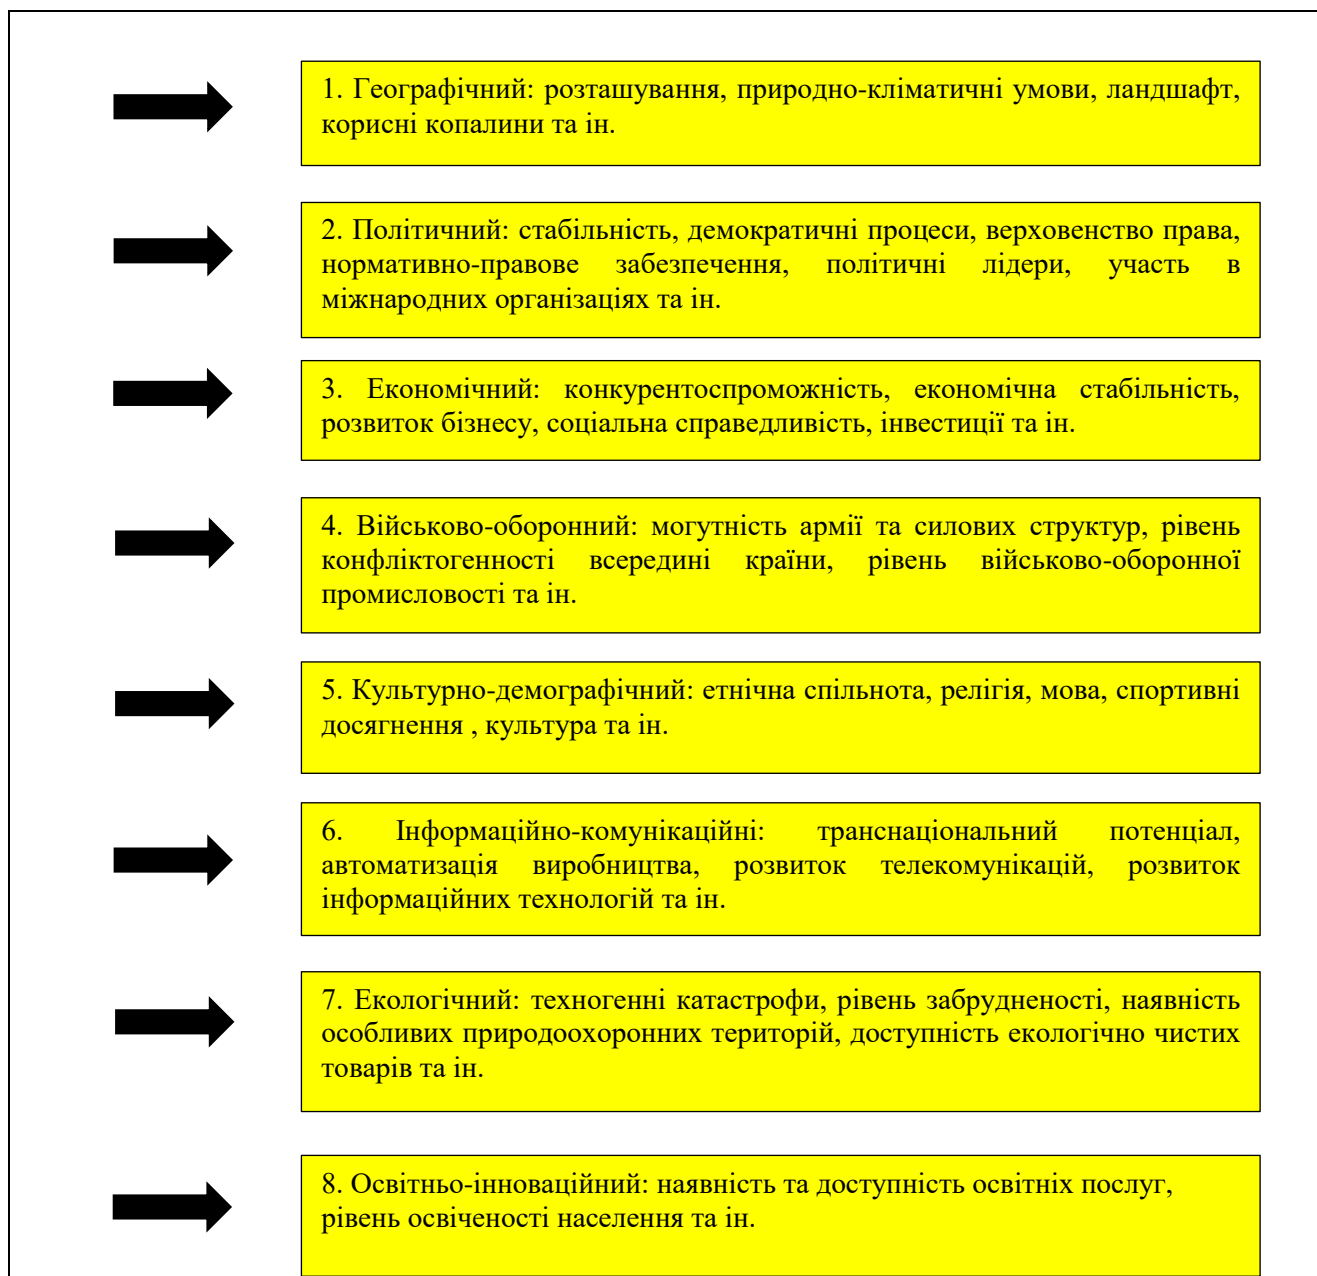 1. Географічний: розташування, природно-кліматичні умови, ландшафт,
корисні копалини та ін.
2. Політичний: стабільність, демократичні процеси, верховенство права,
нормативно-правове забезпечення, політичні лідери, участь в
міжнародних організаціях та ін.
3. Економічний: конкурентоспроможність, економічна стабільність,
розвиток бізнесу, соціальна справедливість, інвестиції та ін.
4. Військово-оборонний: могутність армії та силових структур, рівень
конфліктогенності всередині країни, рівень військово-оборонної
промисловості та ін.
5. Культурно-демографічний: етнічна спільнота, релігія, мова, спортивні
досягнення , культура та ін.
6. Інформаційно-комунікаційні: транснаціональний потенціал,
автоматизація виробництва, розвиток телекомунікацій, розвиток
інформаційних технологій та ін.
7. Екологічний: техногенні катастрофи, рівень забрудненості, наявність
особливих природоохоронних територій, доступність екологічно чистих
товарів та ін.
8. Освітньо-інноваційний: наявність та доступність освітніх послуг,
рівень освіченості населення та ін.